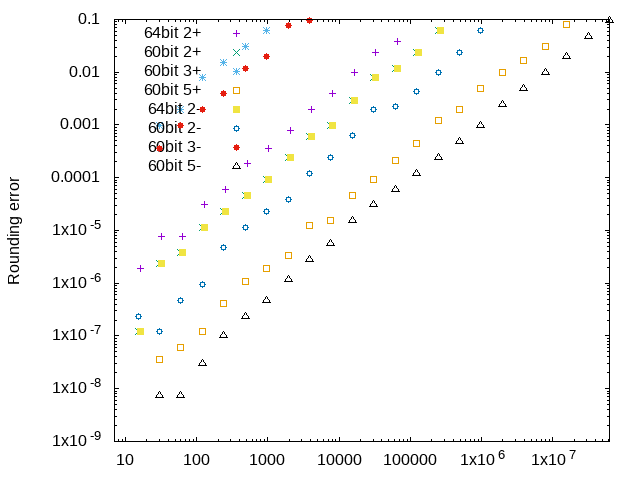 0.1
0.01
0.001
0.0001
1x10^-5
1x10^-6
1x10^-7
1x10^-8
1x10^-9
Rounding error
64bit 2+
60bit 2+
60bit 3+
60bit 5+
64bit 2-
60bit 2-
60bit 3-
60bit 5-
10 100 1000 10000 100000 1x10^6 1x10^7